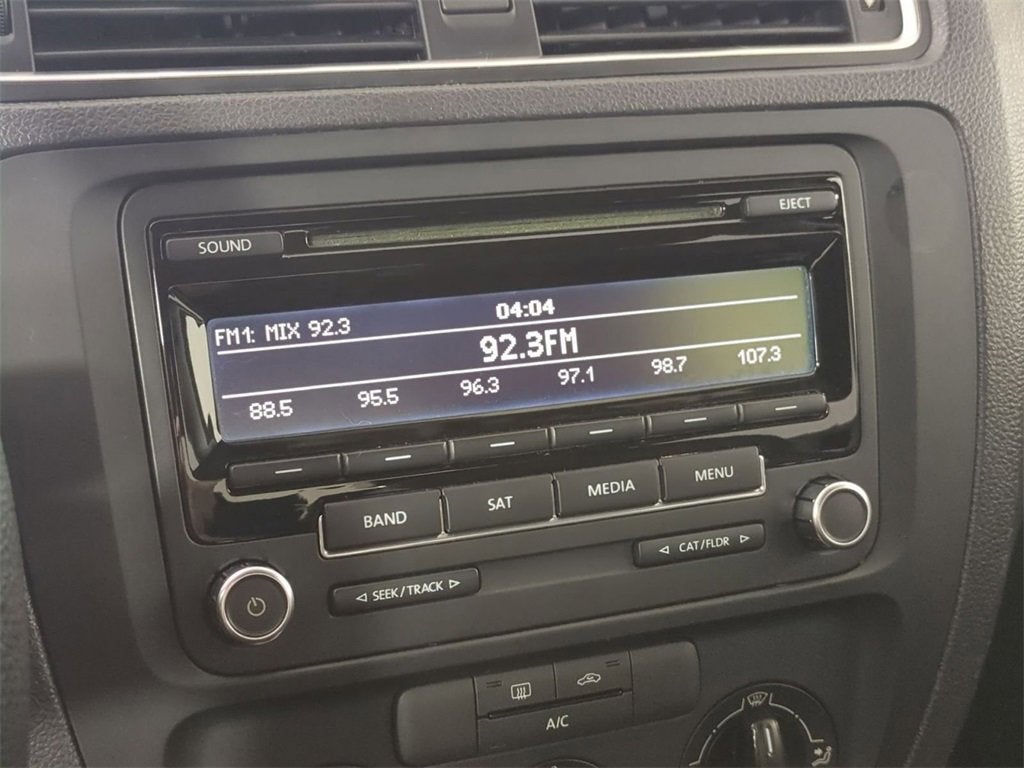 EJECT
SOUND
04:04
FM1: MIX 92.3
92.3FM
88.5 95.5 96.3 97.1 98.7 107.3
BAND SAT MEDIA MENU
SEEK/TRACK CAT/FLDR
A/C